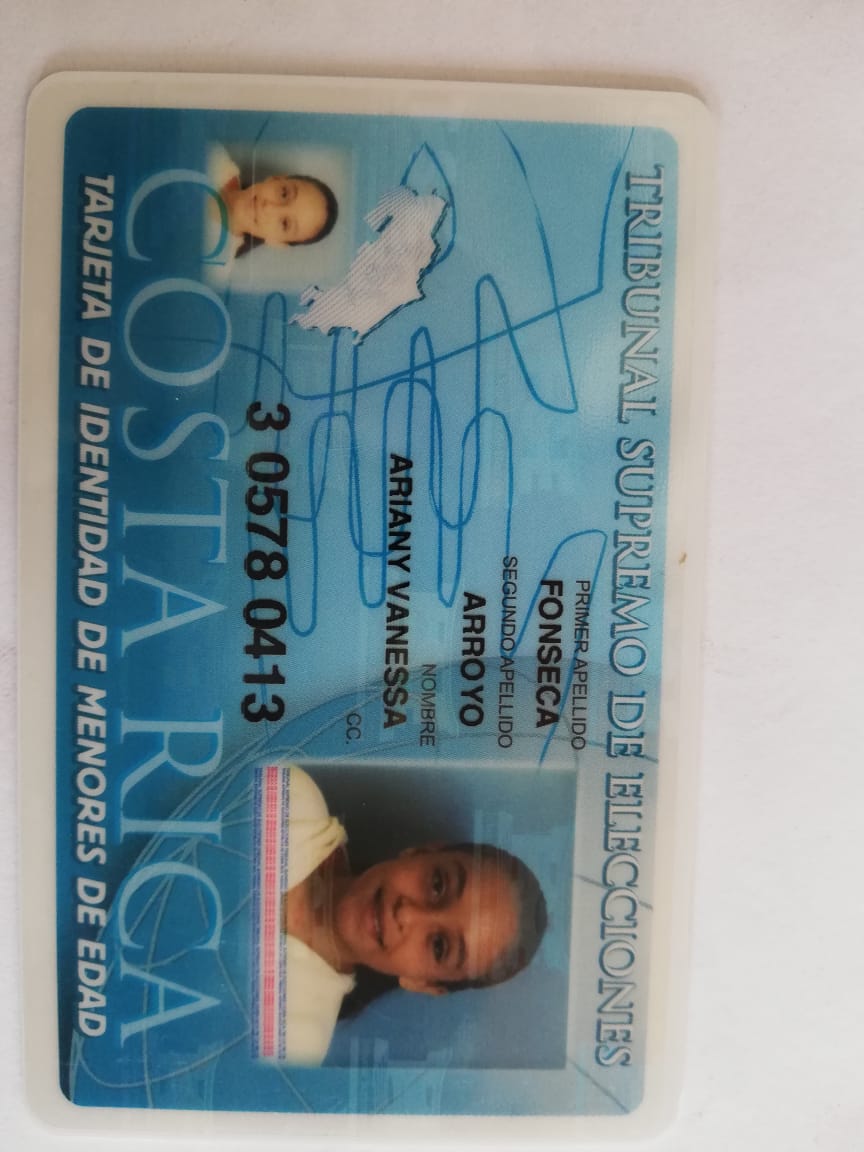 TRIBUNAL SUPREMO DE ELECCIONES
PRIMER APELLIDO
FONSECA
SEGUNDO APELLIDO
ARROYO
NOMBRE
ARIANY VANESSA
CC.
3 0578 0413
COSTA RICA
TARJETA DE IDENTIDAD DE MENORES DE EDAD